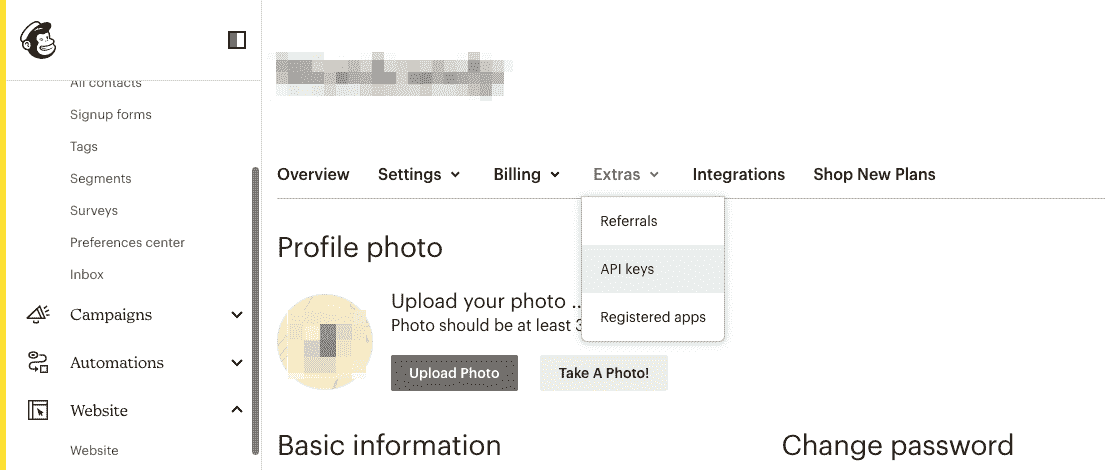 All contacts
Signup forms
Tags
Segments
Surveys
Preferences center
Inbox
Campaigns
Automations
Website
Website
Overview Settings Billing Extras Integrations Shop New Plans
Referrals
API keys
Registered apps
Profile photo
Upload your photo ..
Photo should be at least 3
Upload Photo Take A Photo!
Basic information
Change password